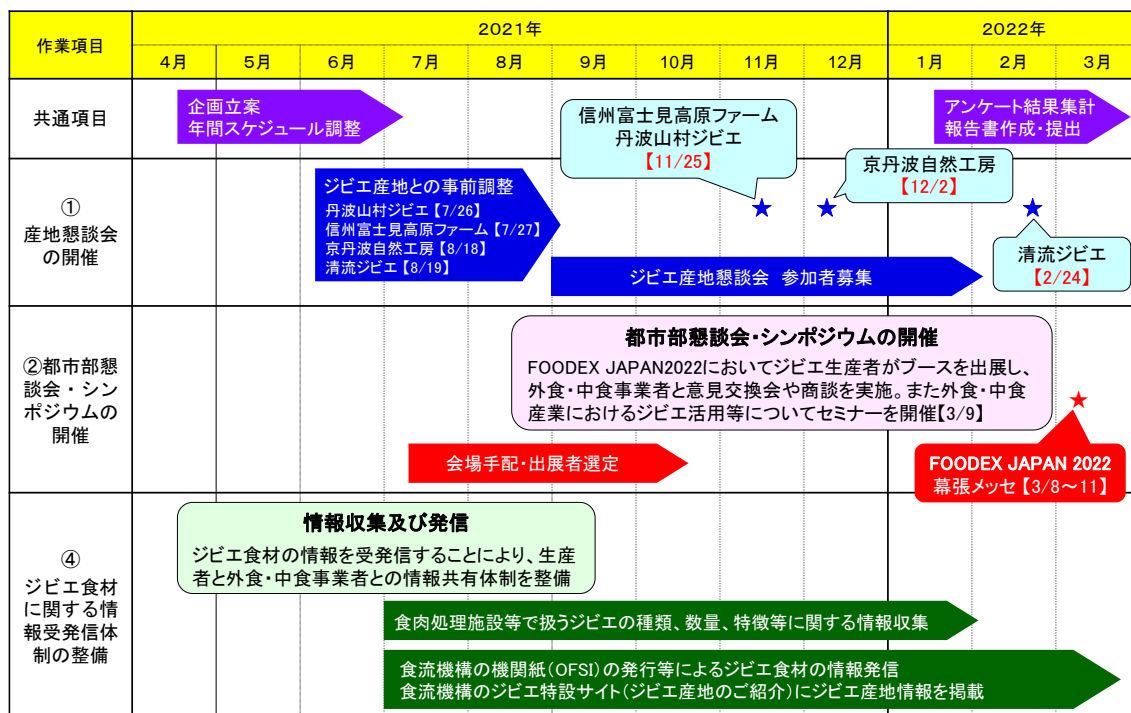 作業項目
2021年
2022年
4月
5月
6月
7月
8月
9月
10月
11月
12月
1月
2月
3月
共通項目
企画立案
年間スケジュール調整
信州富士見高原ファーム
丹波山村ジビエ
【11/25】
アンケート結果集計
報告書作成・提出
①
産地懇談会
の開催
ジビエ産地との事前調整
丹波山村ジビエ【7/26】
信州富士見高原ファーム【7/27】
京丹波自然工房【8/18】
清流ジビエ【8/19】
京丹波自然工房
【12/2】
清流ジビエ
【2/24】
ジビエ産地懇談会 参加者募集
②都市部懇
談会・シン
ポジウムの
開催
都市部懇談会・シンポジウムの開催
FOODEX JAPAN2022においてジビエ生産者がブースを出展し、
外食・中食事業者と意見交換会や商談を実施。また外食・中食
産業におけるジビエ活用等についてセミナーを開催【3/9】
会場手配・出展者選定
FOODEX JAPAN 2022
幕張メッセ【3/8～11】
④
ジビエ食材
に関する情
報受発信体
制の整備
情報収集及び発信
ジビエ食材の情報を受発信することにより、生産
者と外食・中食事業者との情報共有体制を整備
食肉処理施設等で扱うジビエの種類、数量、特徴等に関する情報収集
食流機構の機関紙（OFSI）の発行等によるジビエ食材の情報発信
食流機構のジビエ特設サイト（ジビエ産地のご紹介）にジビエ産地情報を掲載